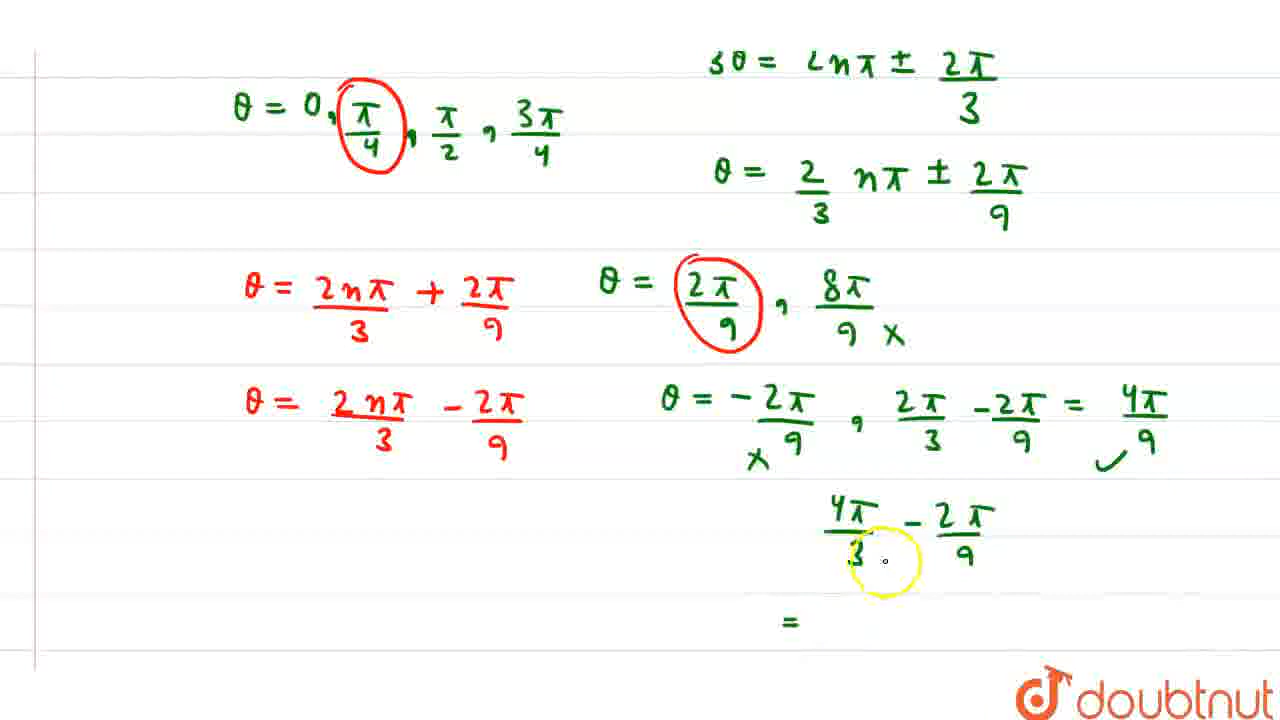 3θ = 2nπ ± 2π/3
θ = 0, π/4, π/2, 3π/4
θ = 2/3 nπ ± 2π/9
θ = 2nπ/3 + 2π/9
θ = 2π/9, 8π/9 x
θ = 2nπ/3 - 2π/9
θ = -2π/9 x, 2π/3 - 2π/9 = 4π/9 ✓
4π/3 - 2π/9
=
doubtnut